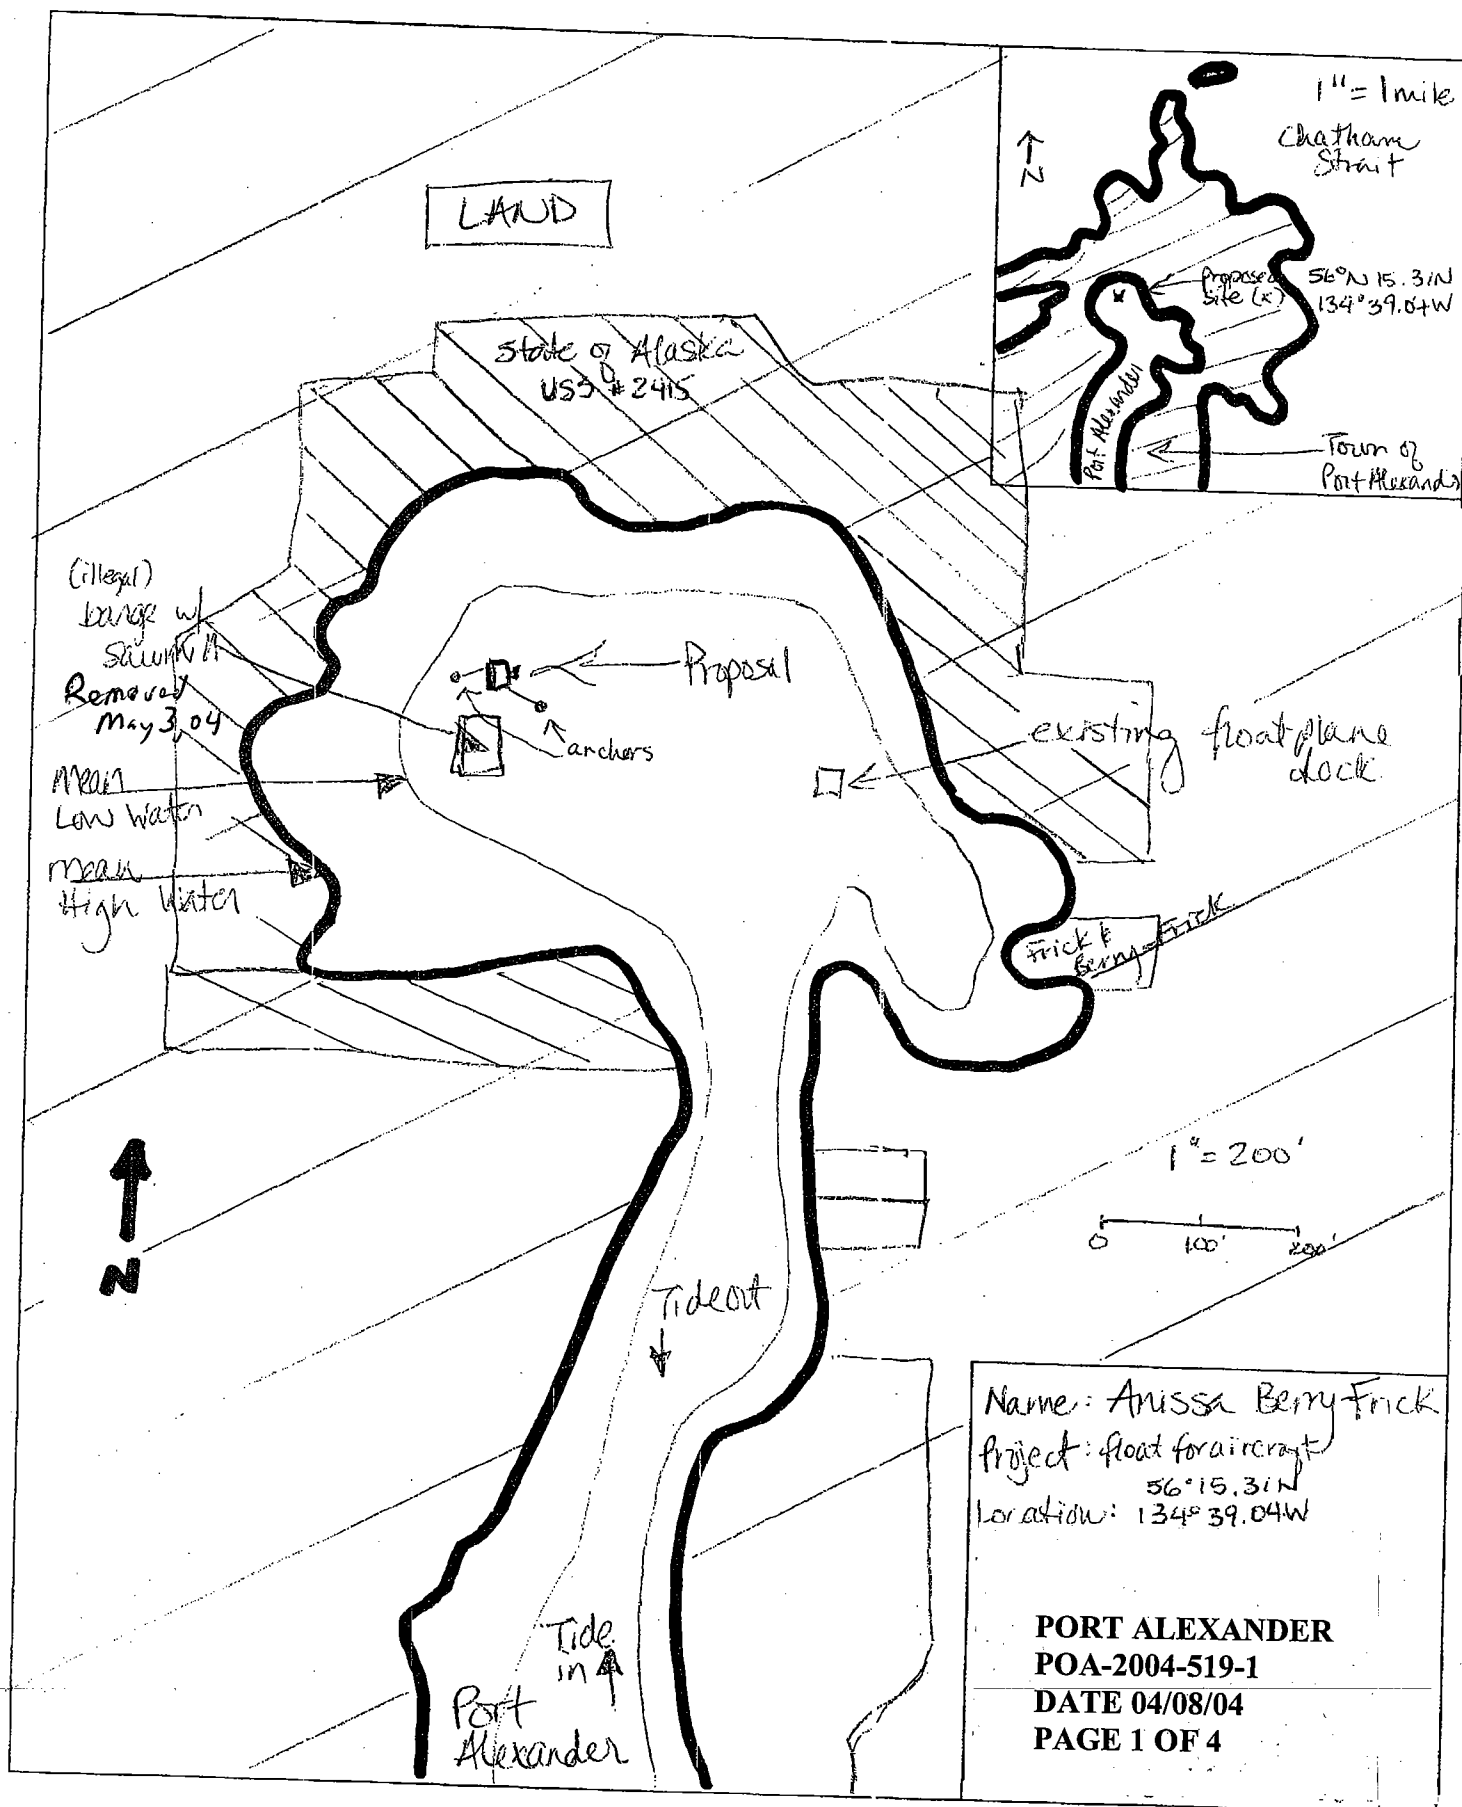 1" = 1 mile
Chatham
Strait
N
LAND
Proposed
Site (x)
56°N 15.31N
134°39.04W
x
State of Alaska
USS # 2415
Port Alexander
Town of
Port Alexander
(illegal)
barge w/
Sawmill
Removed
May 3, 04
Proposal
anchers
existing floatplane
dock
Mean
Low Water
Mean
High Water
Frick &
Berry-Frick
1" = 200'
0 100' 200'
N
Tideout
Name: Anissa Berry-Frick
Project: float for aircraft
56°15.31N
Location: 134°39.04W
Tide
in
Port
Alexander
PORT ALEXANDER
POA-2004-519-1
DATE 04/08/04
PAGE 1 OF 4